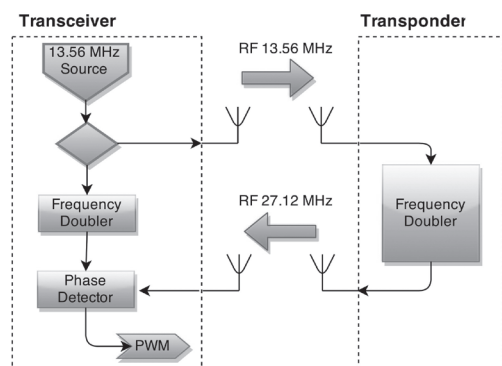 Transceiver
Transponder
13.56 MHz
Source
RF 13.56 MHz
Frequency
Doubler
RF 27.12 MHz
Frequency
Doubler
Phase
Detector
PWM